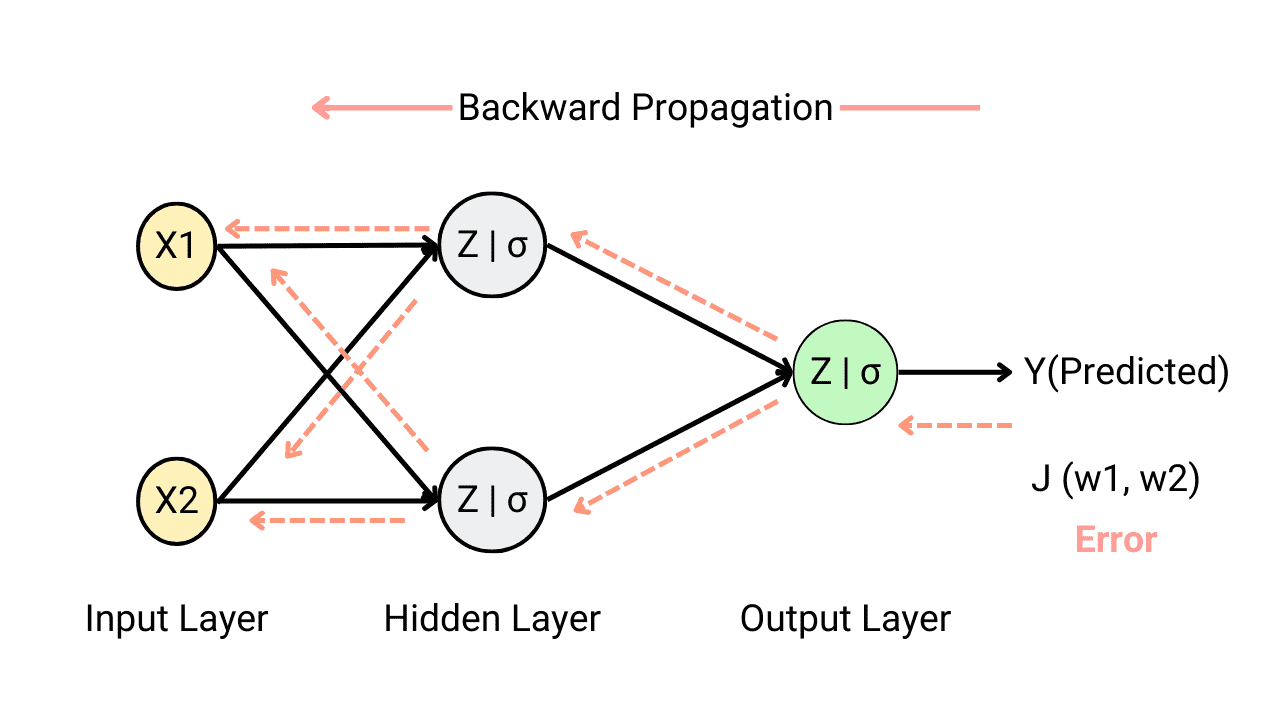 Backward Propagation
X1
Z | σ
Z | σ
Y(Predicted)
X2
Z | σ
J (w1, w2)
Error
Input Layer
Hidden Layer
Output Layer